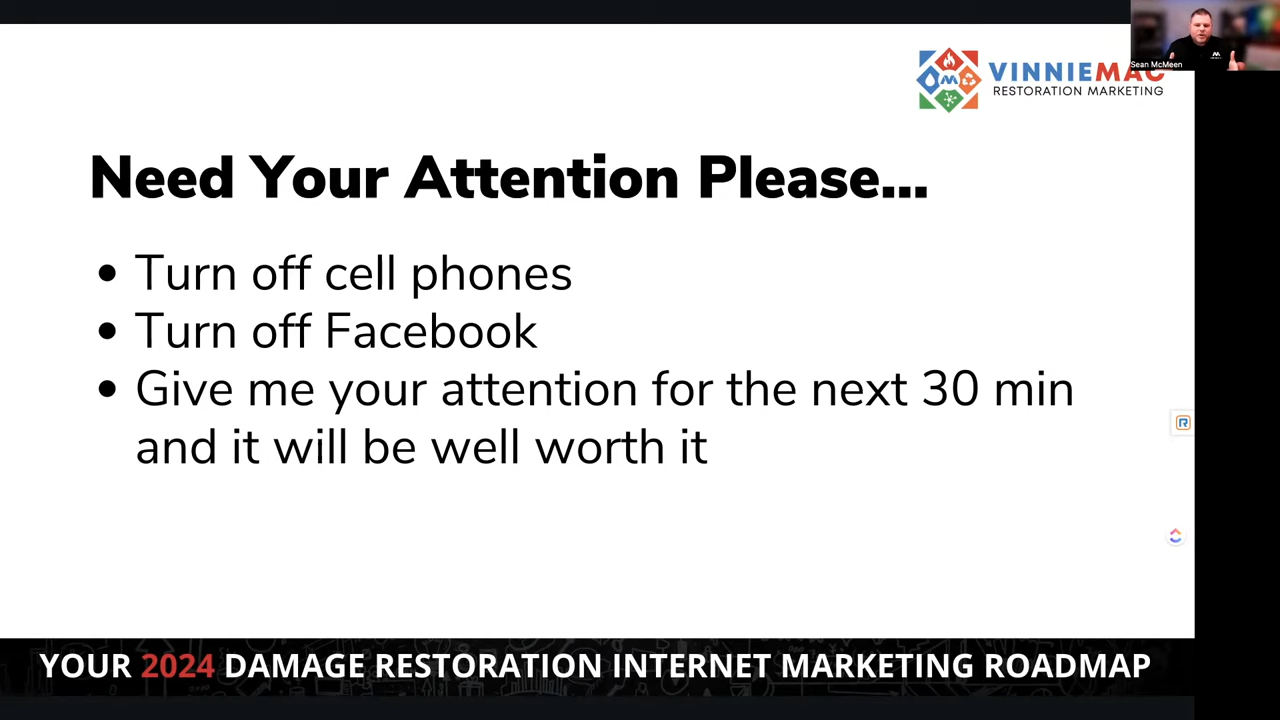 VINNIEMAC
RESTORATION MARKETING
Sean McMeen
Need Your Attention Please...
• Turn off cell phones
• Turn off Facebook
• Give me your attention for the next 30 min
and it will be well worth it
YOUR 2024 DAMAGE RESTORATION INTERNET MARKETING ROADMAP